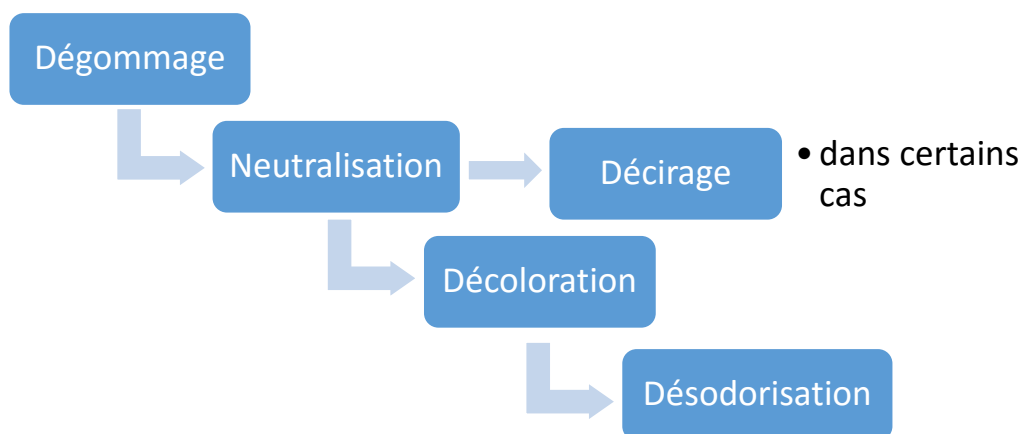 Dégommage
Neutralisation
Décirage
• dans certains
cas
Décoloration
Désodorisation